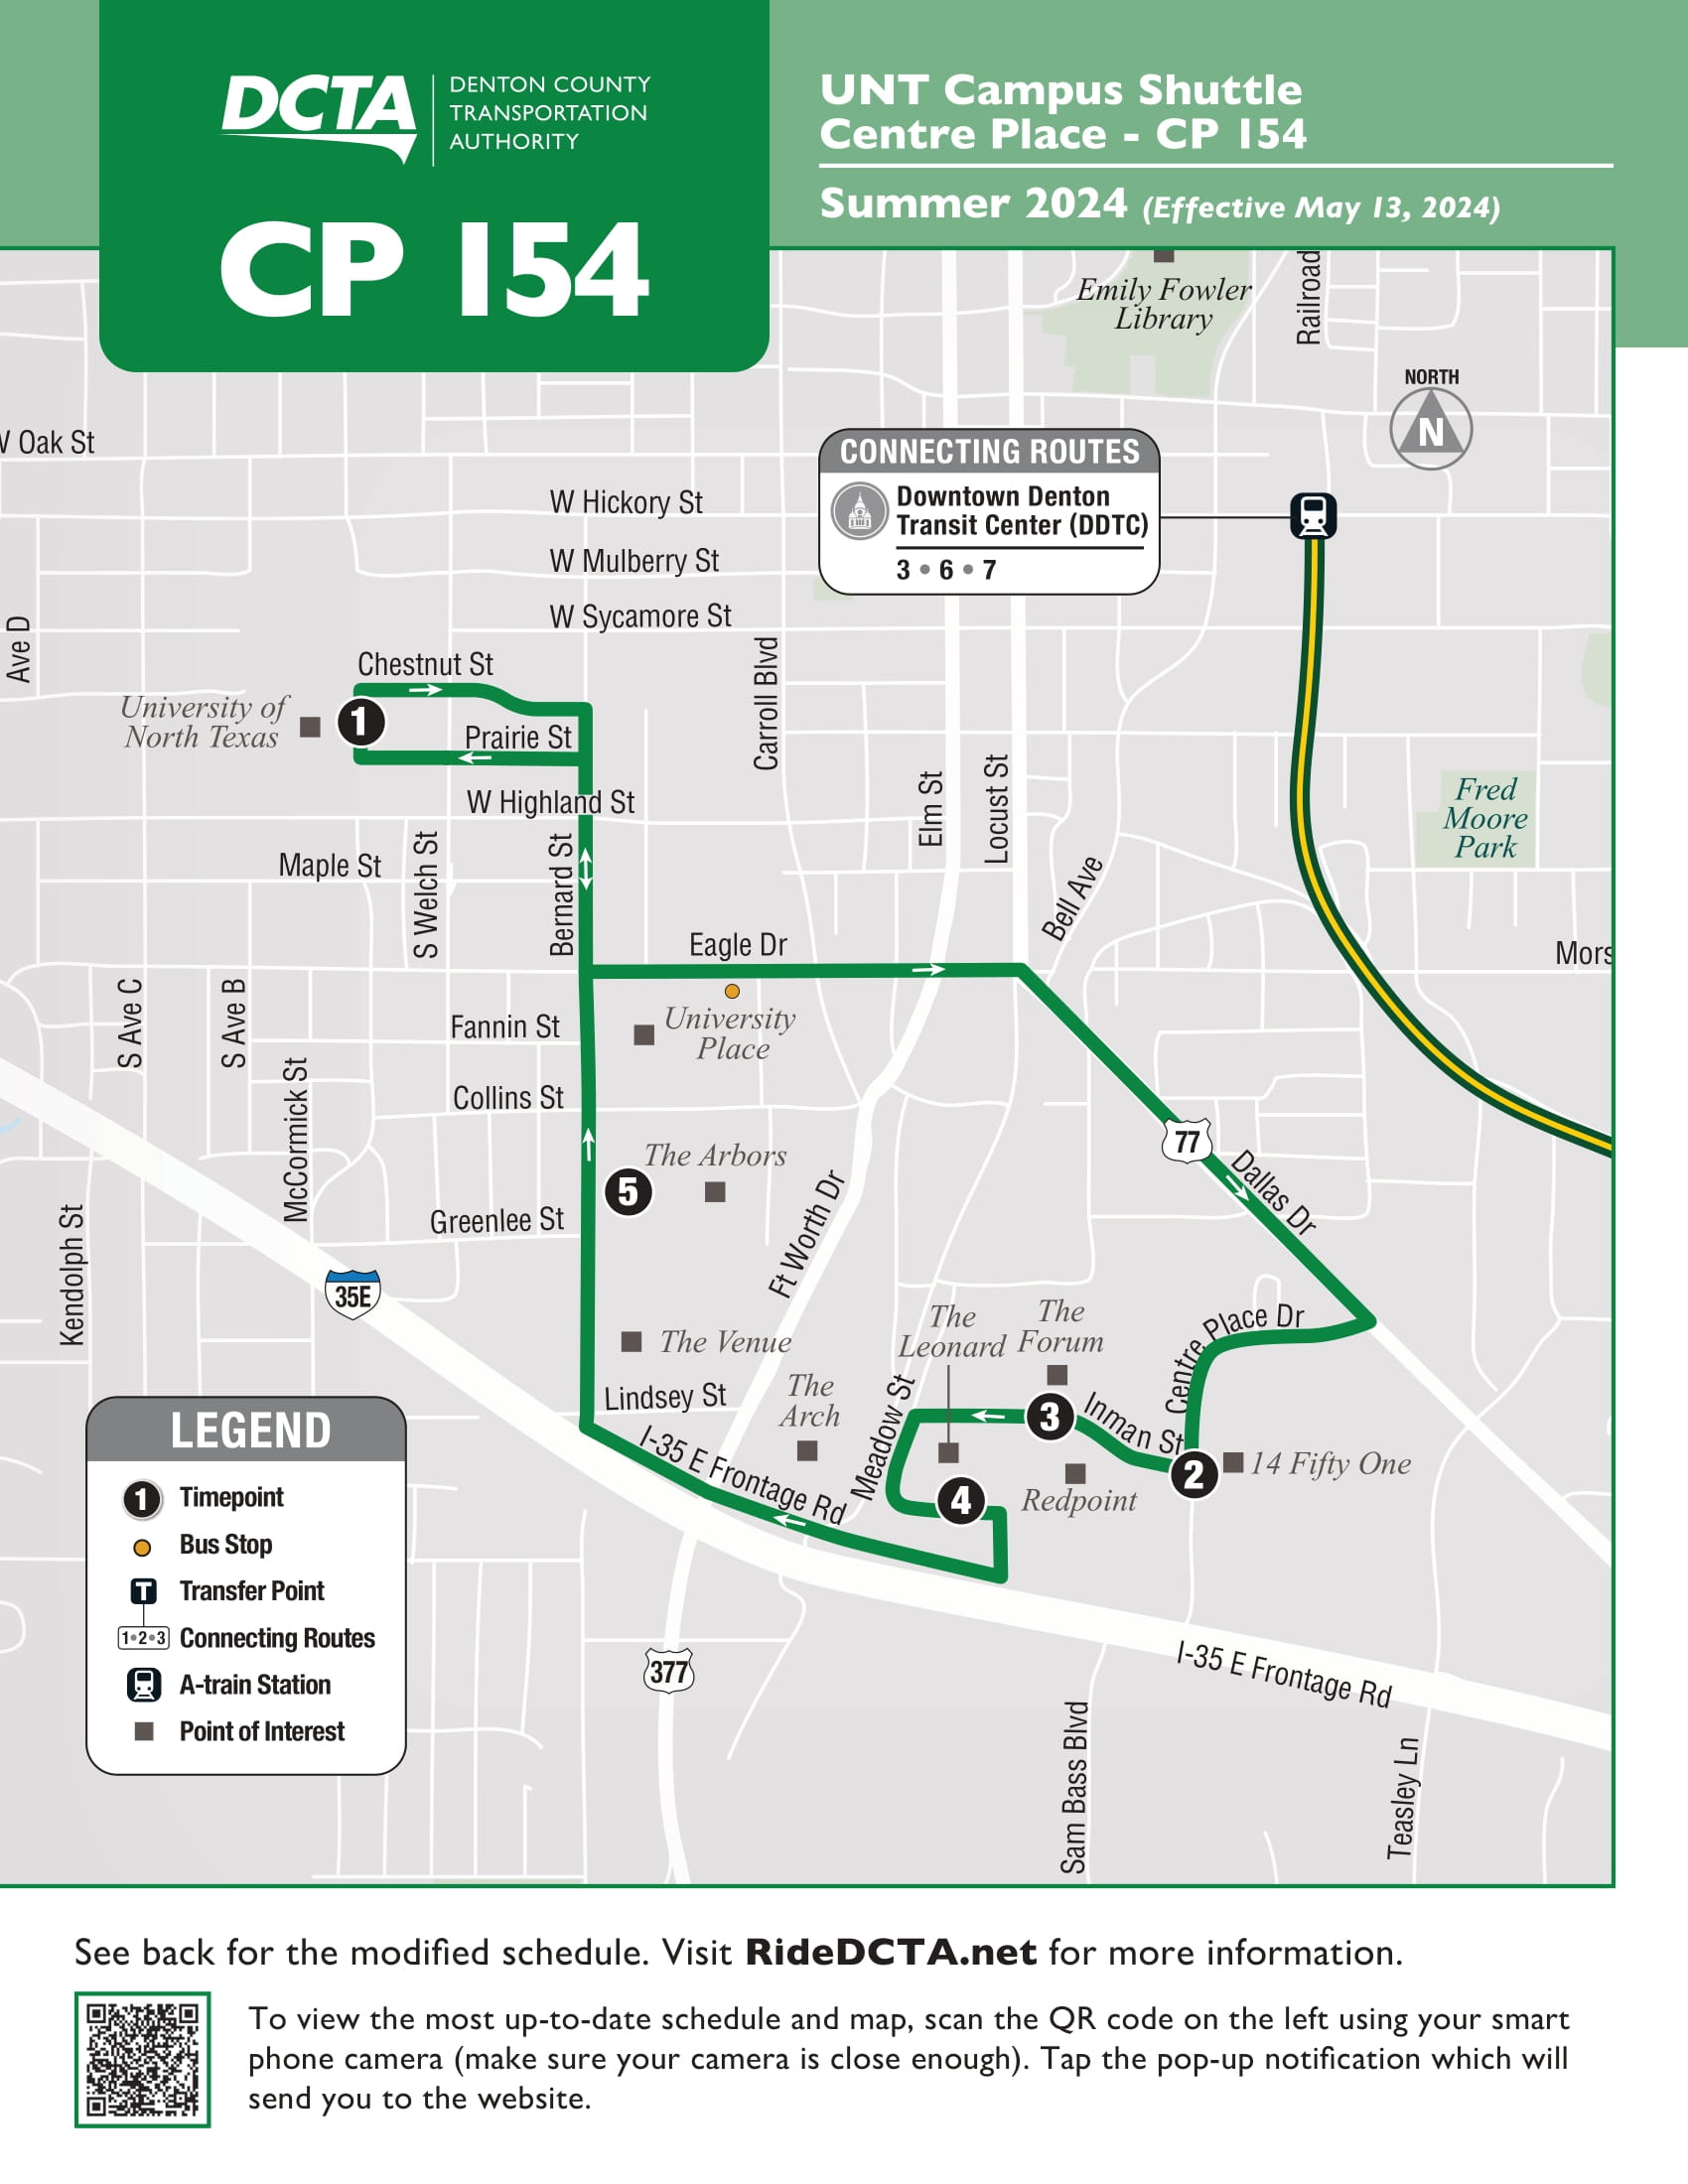 DCTA
DENTON COUNTY
TRANSPORTATION
AUTHORITY
CP 154
UNT Campus Shuttle
Centre Place - CP 154
Summer 2024 (Effective May 13, 2024)
Emily Fowler
Library
Railroad
NORTH
N
W Oak St
CONNECTING ROUTES
Downtown Denton
Transit Center (DDTC)
3 • 6 • 7
W Hickory St
W Mulberry St
W Sycamore St
Ave D
Chestnut St
University of
North Texas
1
Prairie St
Carroll Blvd
W Highland St
Elm St
Locust St
Fred
Moore
Park
Maple St
S Welch St
Bernard St
Bell Ave
Eagle Dr
Mors
S Ave C
S Ave B
Fannin St
University
Place
McCormick St
Collins St
77
Dallas Dr
The Arbors
5
Kendolph St
Greenlee St
Ft Worth Dr
35E
The Venue
The
Leonard
The
Forum
Centre Place Dr
Lindsey St
The
Arch
Meadow St
3
Inman St
2
14 Fifty One
I-35 E Frontage Rd
4
Redpoint
377
I-35 E Frontage Rd
Sam Bass Blvd
Teasley Ln
LEGEND
1 Timepoint
Bus Stop
T Transfer Point
1•2•3 Connecting Routes
A-train Station
Point of Interest
See back for the modified schedule. Visit RideDCTA.net for more information.
To view the most up-to-date schedule and map, scan the QR code on the left using your smart
phone camera (make sure your camera is close enough). Tap the pop-up notification which will
send you to the website.